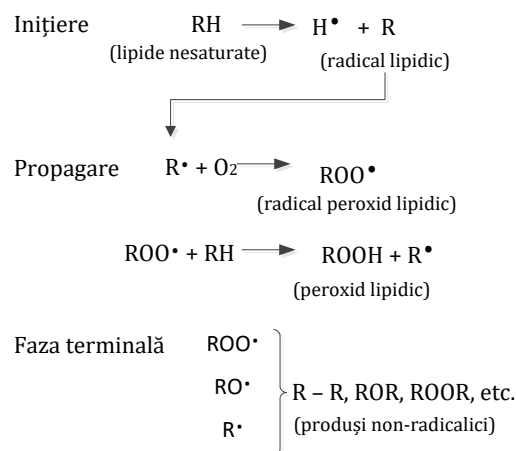 Inițiere RH ⟶ H• + R
(lipide nesaturate) (radical lipidic)
Propagare R• + O₂ ⟶ ROO•
(radical peroxid lipidic)
ROO• + RH ⟶ ROOH + R•
(peroxid lipidic)
Faza terminală ROO•
RO• R – R, ROR, ROOR, etc.
(produşi non-radicalici)
R•